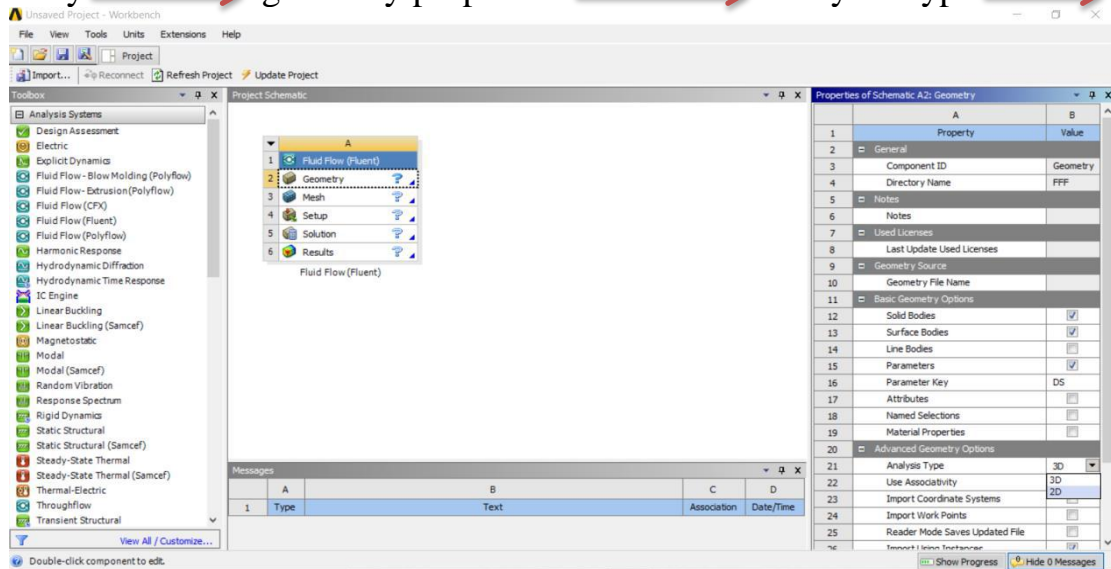 Unsaved Project - Workbench
File View Tools Units Extensions Help
Project
Import... Reconnect Refresh Project Update Project
Toolbox
Analysis Systems
Design Assessment
Electric
Explicit Dynamics
Fluid Flow - Blow Molding (Polyflow)
Fluid Flow - Extrusion (Polyflow)
Fluid Flow (CFX)
Fluid Flow (Fluent)
Fluid Flow (Polyflow)
Harmonic Response
Hydrodynamic Diffraction
Hydrodynamic Time Response
IC Engine
Linear Buckling
Linear Buckling (Samcef)
Magnetostatic
Modal
Modal (Samcef)
Random Vibration
Response Spectrum
Rigid Dynamics
Static Structural
Static Structural (Samcef)
Steady-State Thermal
Steady-State Thermal (Samcef)
Thermal-Electric
Throughflow
Transient Structural
View All / Customize...
Project Schematic
A
1 Fluid Flow (Fluent)
2 Geometry ?
3 Mesh ?
4 Setup ?
5 Solution ?
6 Results ?
Fluid Flow (Fluent)
Messages
A B C D
1 Type Text Association Date/Time
Properties of Schematic A2: Geometry
A B
1 Property Value
2 General
3 Component ID Geometry
4 Directory Name FFF
5 Notes
6 Notes
7 Used Licenses
8 Last Update Used Licenses
9 Geometry Source
10 Geometry File Name
11 Basic Geometry Options
12 Solid Bodies
13 Surface Bodies
14 Line Bodies
15 Parameters
16 Parameter Key DS
17 Attributes
18 Named Selections
19 Material Properties
20 Advanced Geometry Options
21 Analysis Type 3D
22 Use Associativity 3D
2D
23 Import Coordinate Systems
24 Import Work Points
25 Reader Mode Saves Updated File
26 Import Using Instances
Double-click component to edit.
Show Progress Hide 0 Messages